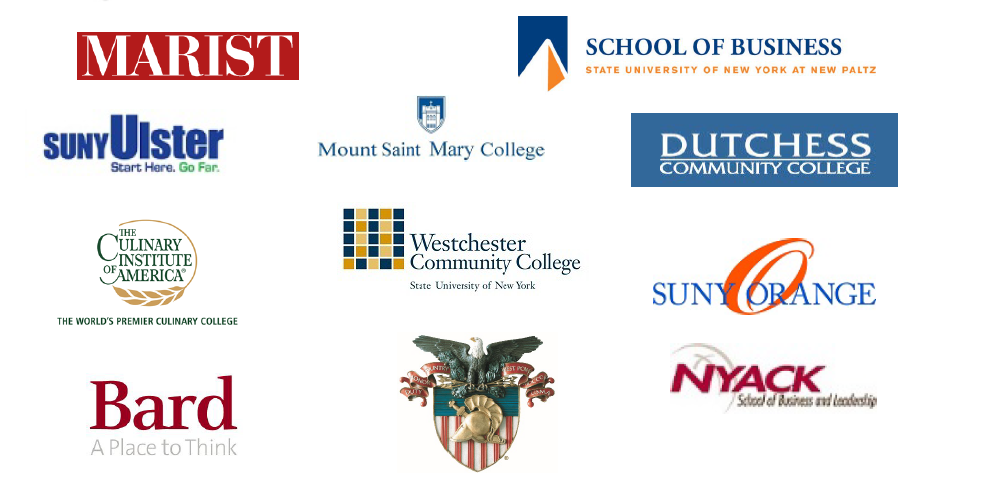 MARIST
SCHOOL OF BUSINESS
STATE UNIVERSITY OF NEW YORK AT NEW PALTZ
SUNY Ulster
Start Here. Go Far.
Mount Saint Mary College
DUTCHESS
COMMUNITY COLLEGE
THE
CULINARY
INSTITUTE
OF AMERICA®
THE WORLD'S PREMIER CULINARY COLLEGE
Westchester
Community College
State University of New York
SUNY ORANGE
Bard
A Place to Think
WEST POINT
NYACK
School of Business and Leadership